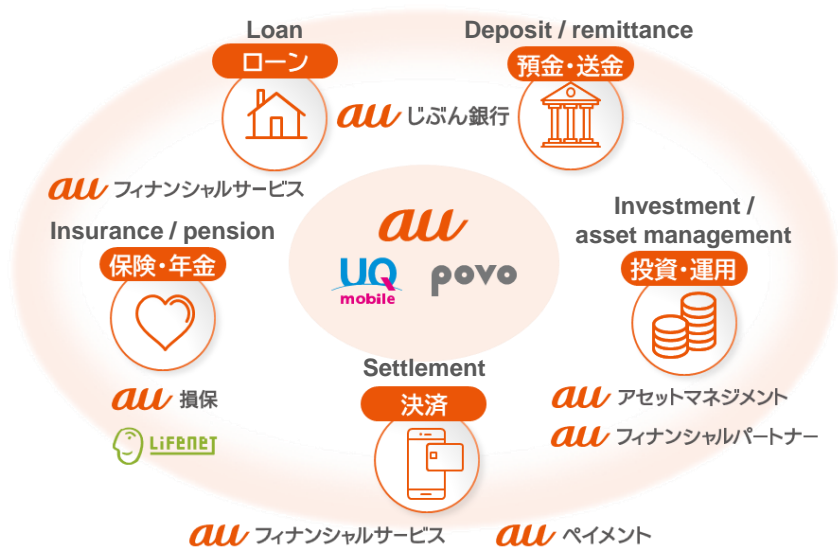 Loan
ローン
Deposit / remittance
預金・送金
au じぶん銀行
au フィナンシャルサービス
Insurance / pension
保険・年金
au 損保
LIFENET
au
UQ
mobile
povo
Investment /
asset management
投資・運用
au アセットマネジメント
au フィナンシャルパートナー
Settlement
決済
au フィナンシャルサービス
au ペイメント